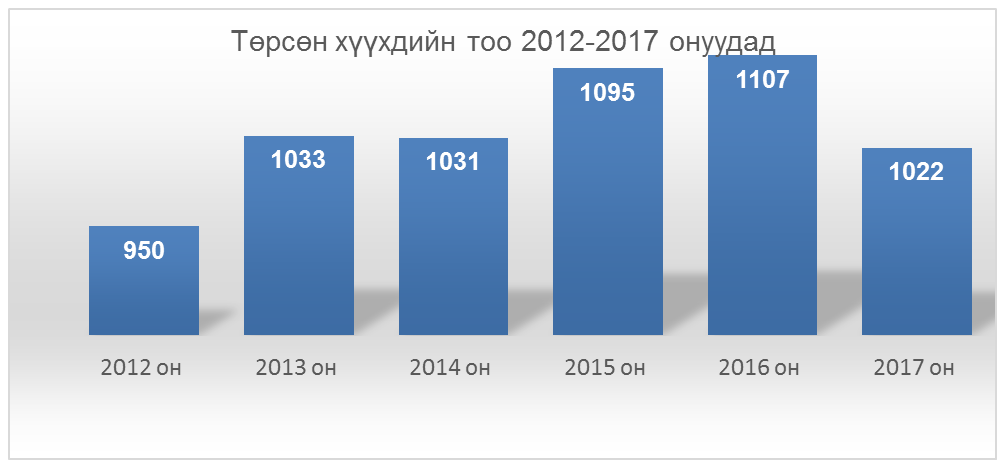 Төрсөн хүүхдийн тоо 2012-2017 онуудад
950
1033
1031
1095
1107
1022
2012 он
2013 он
2014 он
2015 он
2016 он
2017 он